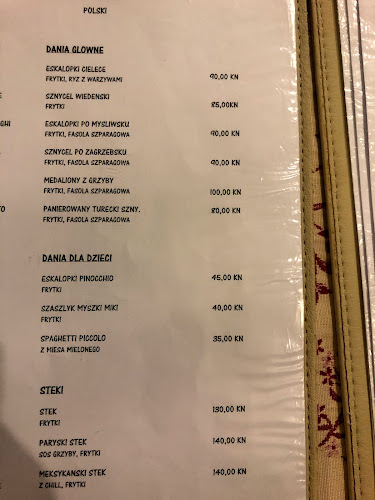 POLSKI
DANIA GLOWNE
ESKALOPKI CIELECE
FRYTKI, RYZ Z WARZYWAMI 90,00 KN
SZNYCEL WIEDENSKI
FRYTKI 85,00KN
ESKALOPKI PO MYSLIWSKU
FRYTKI, FASOLA SZPARAGOWA 90,00 KN
SZNYCEL PO ZAGRZEBSKU
FRYTKI, FASOLA SZPARAGOWA 90,00 KN
MEDALIONY Z GRZYBY
FRYTKI, FASOLA SZPARAGOWA 100,00 KN
PANIEROWANY TURECKI SZNY. 80,00 KN
FRYTKI, FASOLA SZPARAGOWA
DANIA DLA DZIECI
ESKALOPKI PINOCCHIO 45,00 KN
FRYTKI
SZASZLYK MYSZKI MIKI 40,00 KN
FRYTKI
SPAGHETTI PICCOLO 35,00 KN
Z MIESA MIELONEGO
STEKI
STEK 130,00 KN
FRYTKI
PARYSKI STEK 140,00 KN
SOS GRZYBY, FRYTKI
MEKSYKANSKI STEK 140,00 KN
Z CHILL, FRYTKI